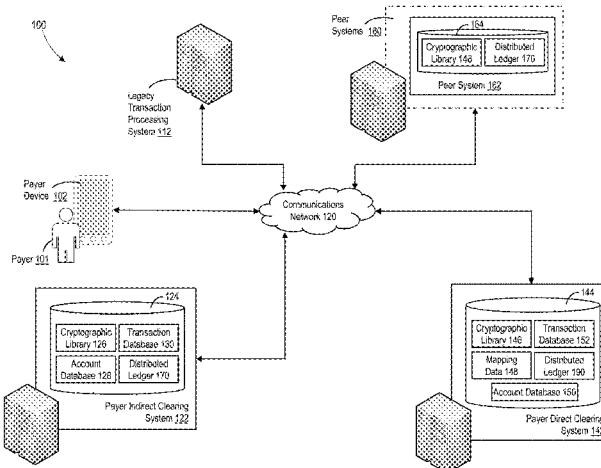 100
Legacy
Transaction
Processing
System 112
Peer
Systems 160
164
Cryptographic
Library 148
Distributed
Ledger 176
Peer System 162
Payer
Device
102
Payer 101
Communications
Network 120
124
Cryptographic
Library 126
Transaction
Database 130
Account
Database 128
Distributed
Ledger 170
Payer Indirect Clearing
System 122
144
Cryptographic
Library 146
Transaction
Database 152
Mapping
Data 148
Distributed
Ledger 190
Account Database 150
Payer Direct Clearing
System